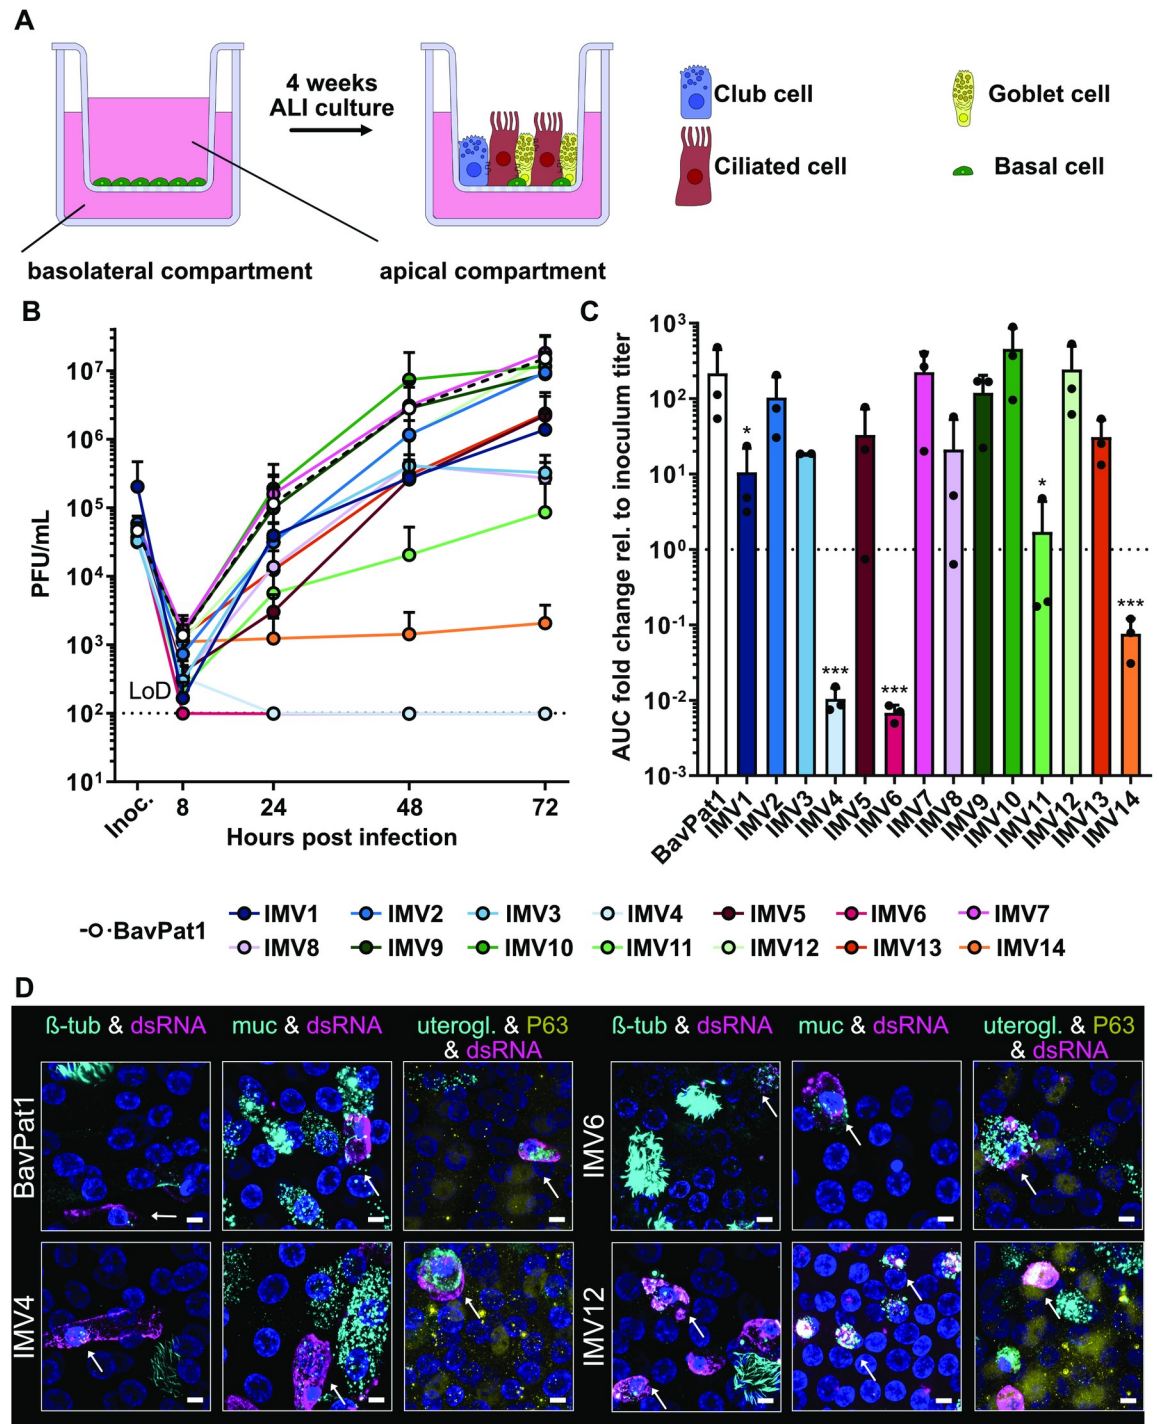 A
4 weeks
ALI culture
Club cell
Goblet cell
Ciliated cell
Basal cell
basolateral compartment
apical compartment
B
PFU/mL
10⁷
10⁶
10⁵
10⁴
10³
10²
10¹
LoD
Inoc.
8
24
48
72
Hours post infection
C
AUC fold change rel. to inoculum titer
10³
10²
10¹
10⁰
10⁻¹
10⁻²
10⁻³
*
***
***
*
***
BavPat1
IMV1
IMV2
IMV3
IMV4
IMV5
IMV6
IMV7
IMV8
IMV9
IMV10
IMV11
IMV12
IMV13
IMV14
BavPat1
IMV1 IMV2 IMV3 IMV4 IMV5 IMV6 IMV7
IMV8 IMV9 IMV10 IMV11 IMV12 IMV13 IMV14
D
ß-tub & dsRNA
muc & dsRNA
uterogl. & P63
& dsRNA
ß-tub & dsRNA
muc & dsRNA
uterogl. & P63
& dsRNA
BavPat1
IMV6
IMV4
IMV12